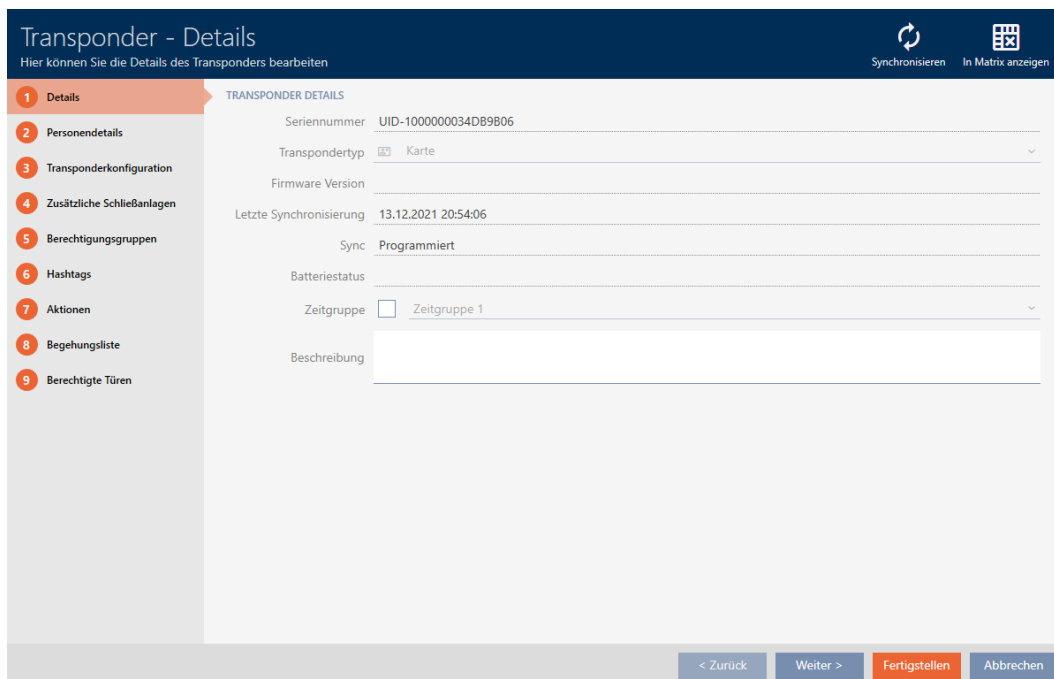 Transponder - Details
Hier können Sie die Details des Transponders bearbeiten
Synchronisieren
In Matrix anzeigen
1 Details
2 Personendetails
3 Transponderkonfiguration
4 Zusätzliche Schließanlagen
5 Berechtigungsgruppen
6 Hashtags
7 Aktionen
8 Begehungsliste
9 Berechtigte Türen
TRANSPONDER DETAILS
Seriennummer UID-1000000034DB9B06
Transpondertyp Karte
Firmware Version
Letzte Synchronisierung 13.12.2021 20:54:06
Sync Programmiert
Batteriestatus
Zeitgruppe Zeitgruppe 1
Beschreibung
< Zurück Weiter > Fertigstellen Abbrechen